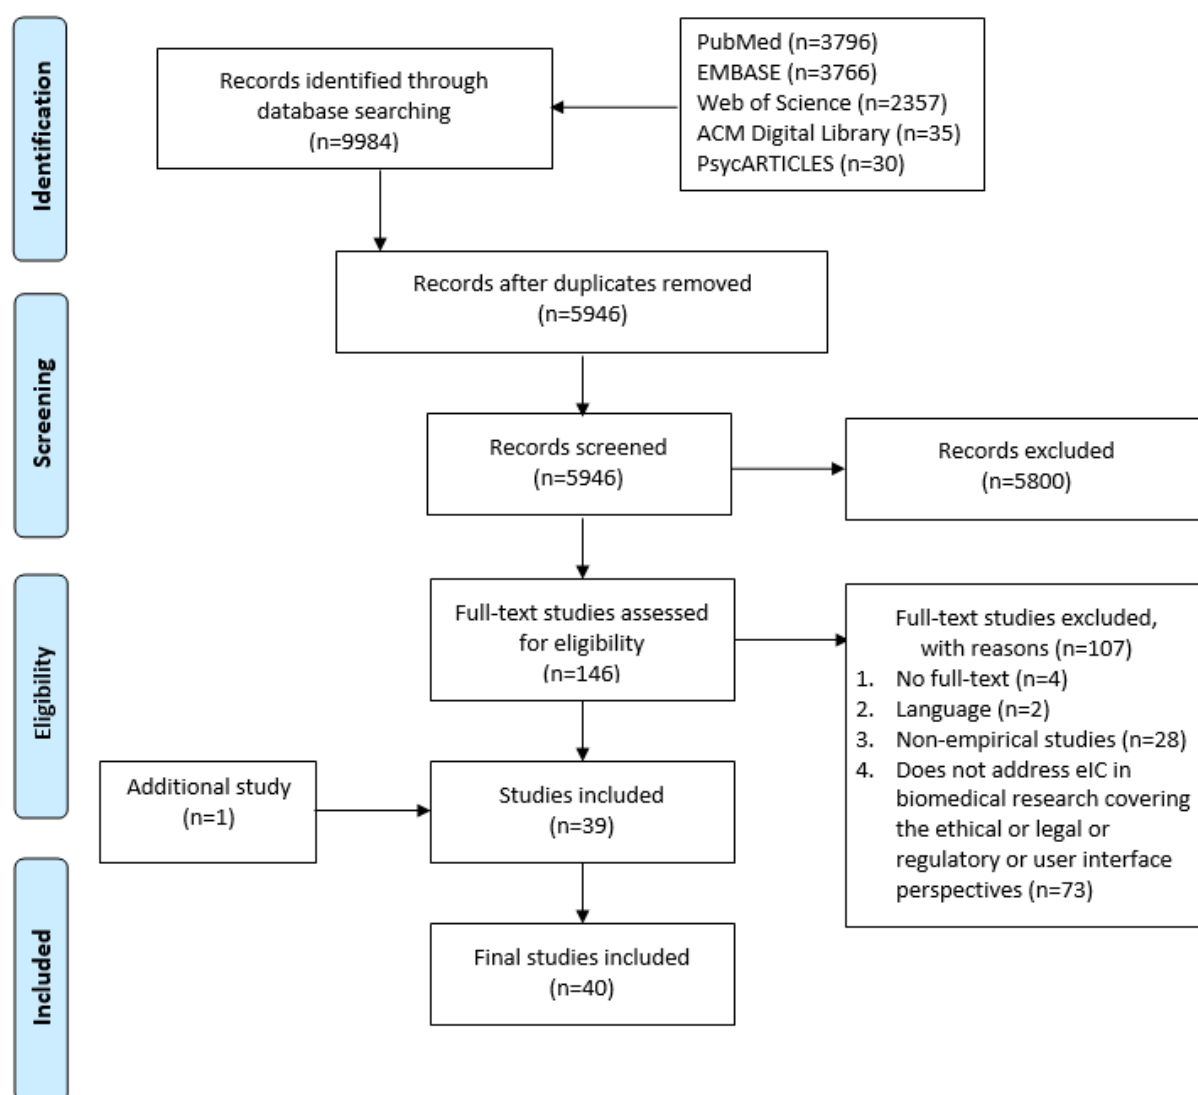 Identification
Records identified through
database searching
(n=9984)
PubMed (n=3796)
EMBASE (n=3766)
Web of Science (n=2357)
ACM Digital Library (n=35)
PsycARTICLES (n=30)
Records after duplicates removed
(n=5946)
Screening
Records screened
(n=5946)
Records excluded
(n=5800)
Eligibility
Full-text studies assessed
for eligibility
(n=146)
Full-text studies excluded,
with reasons (n=107)
1. No full-text (n=4)
2. Language (n=2)
3. Non-empirical studies (n=28)
4. Does not address eIC in
biomedical research covering
the ethical or legal or
regulatory or user interface
perspectives (n=73)
Additional study
(n=1)
Studies included
(n=39)
Included
Final studies included
(n=40)